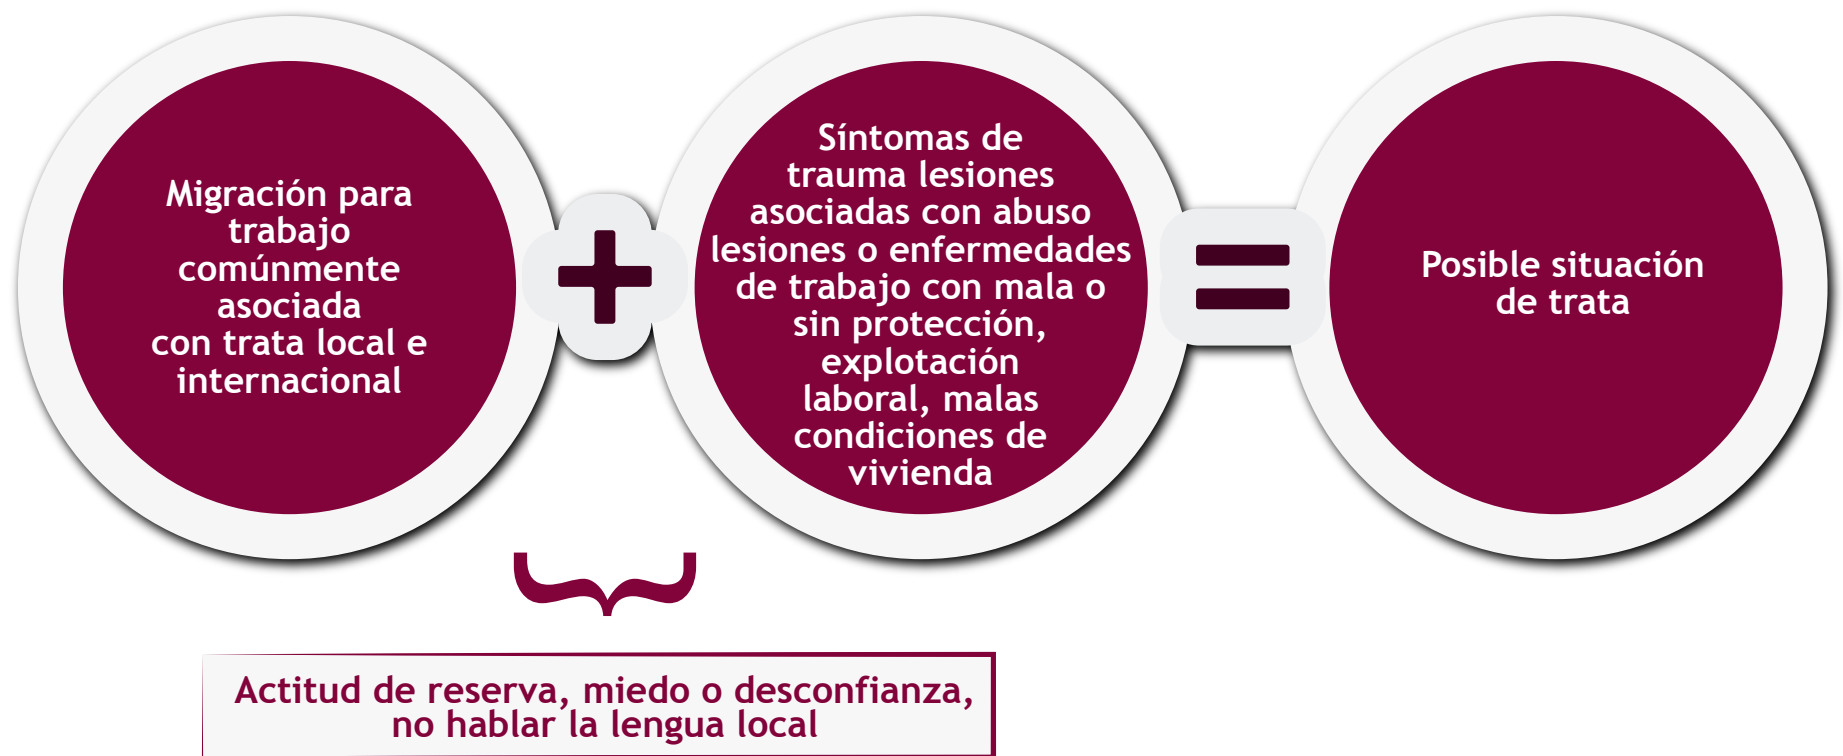 Migración para
trabajo
comúnmente
asociada
con trata local e
internacional
+
Síntomas de
trauma lesiones
asociadas con abuso
lesiones o enfermedades
de trabajo con mala o
sin protección,
explotación
laboral, malas
condiciones de
vivienda
=
Posible situación
de trata
Actitud de reserva, miedo o desconfianza,
no hablar la lengua local